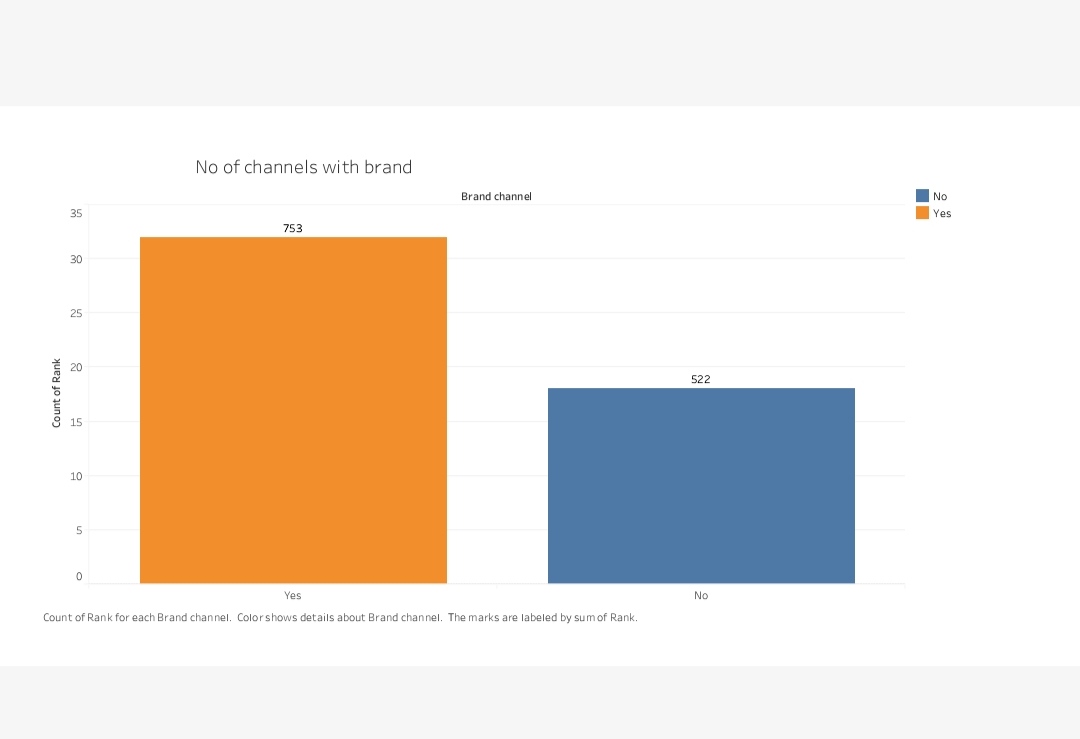 No of channels with brand
Brand channel
No
Yes
Count of Rank
35
30
25
20
15
10
5
0
753
522
Yes
No
Count of Rank for each Brand channel. Color shows details about Brand channel. The marks are labeled by sum of Rank.